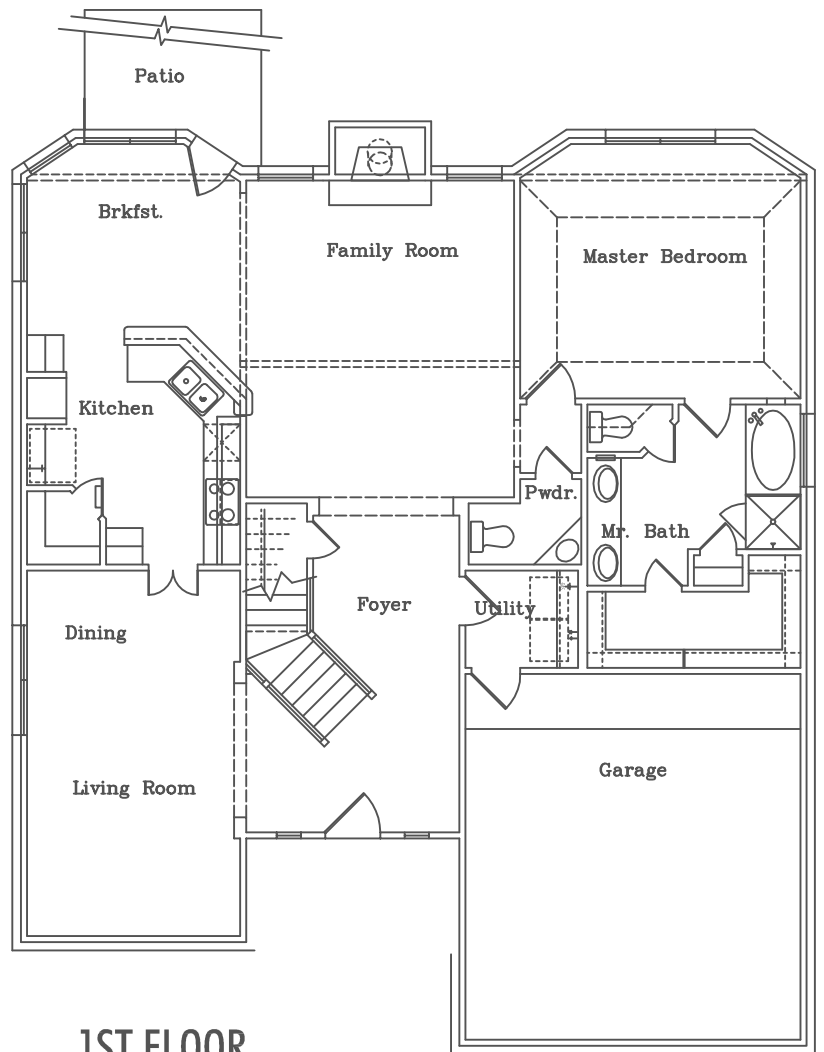 Patio
Brkfst.
Family Room
Master Bedroom
Kitchen
Pwdr.
Mr. Bath
Foyer
Utility
Dining
Garage
Living Room
1ST FLOOR